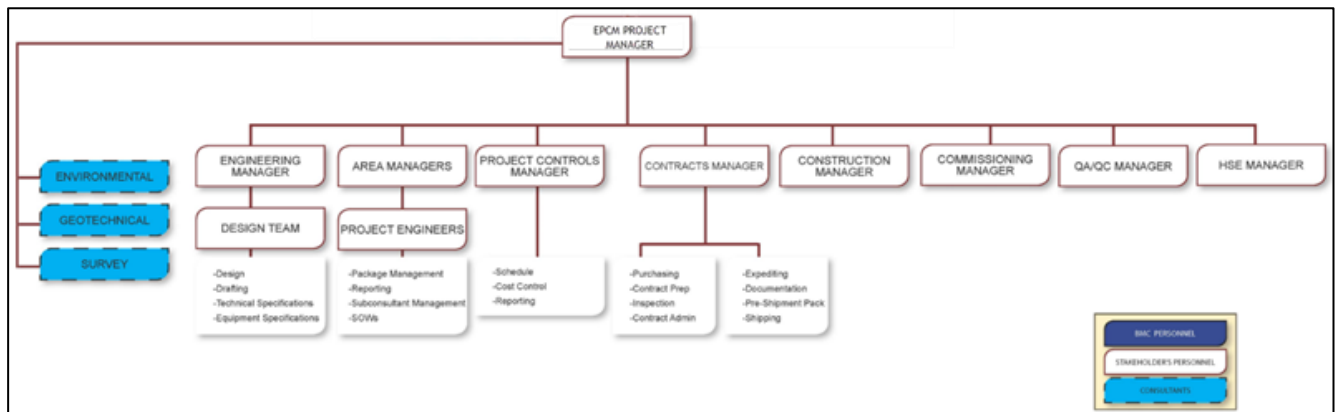 EPCM PROJECT
MANAGER
ENVIRONMENTAL
GEOTECHNICAL
SURVEY
ENGINEERING
MANAGER
AREA MANAGERS
PROJECT CONTROLS
MANAGER
CONTRACTS MANAGER
CONSTRUCTION
MANAGER
COMMISSIONING
MANAGER
QA/QC MANAGER
HSE MANAGER
DESIGN TEAM
PROJECT ENGINEERS
-Design
-Drafting
-Technical Specifications
-Equipment Specifications
-Package Management
-Reporting
-Subconsultant Management
-SOWs
-Schedule
-Cost Control
-Reporting
-Purchasing
-Contract Prep
-Inspection
-Contract Admin
-Expediting
-Documentation
-Pre-Shipment Pack
-Shipping
BMC PERSONNEL
STAKEHOLDER'S PERSONNEL
CONSULTANTS